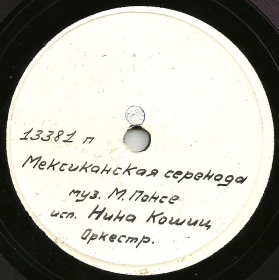 13381 п
Мексиканская серенада
муз. М. Понсе
исп. Нина Кошиц
Оркестр.